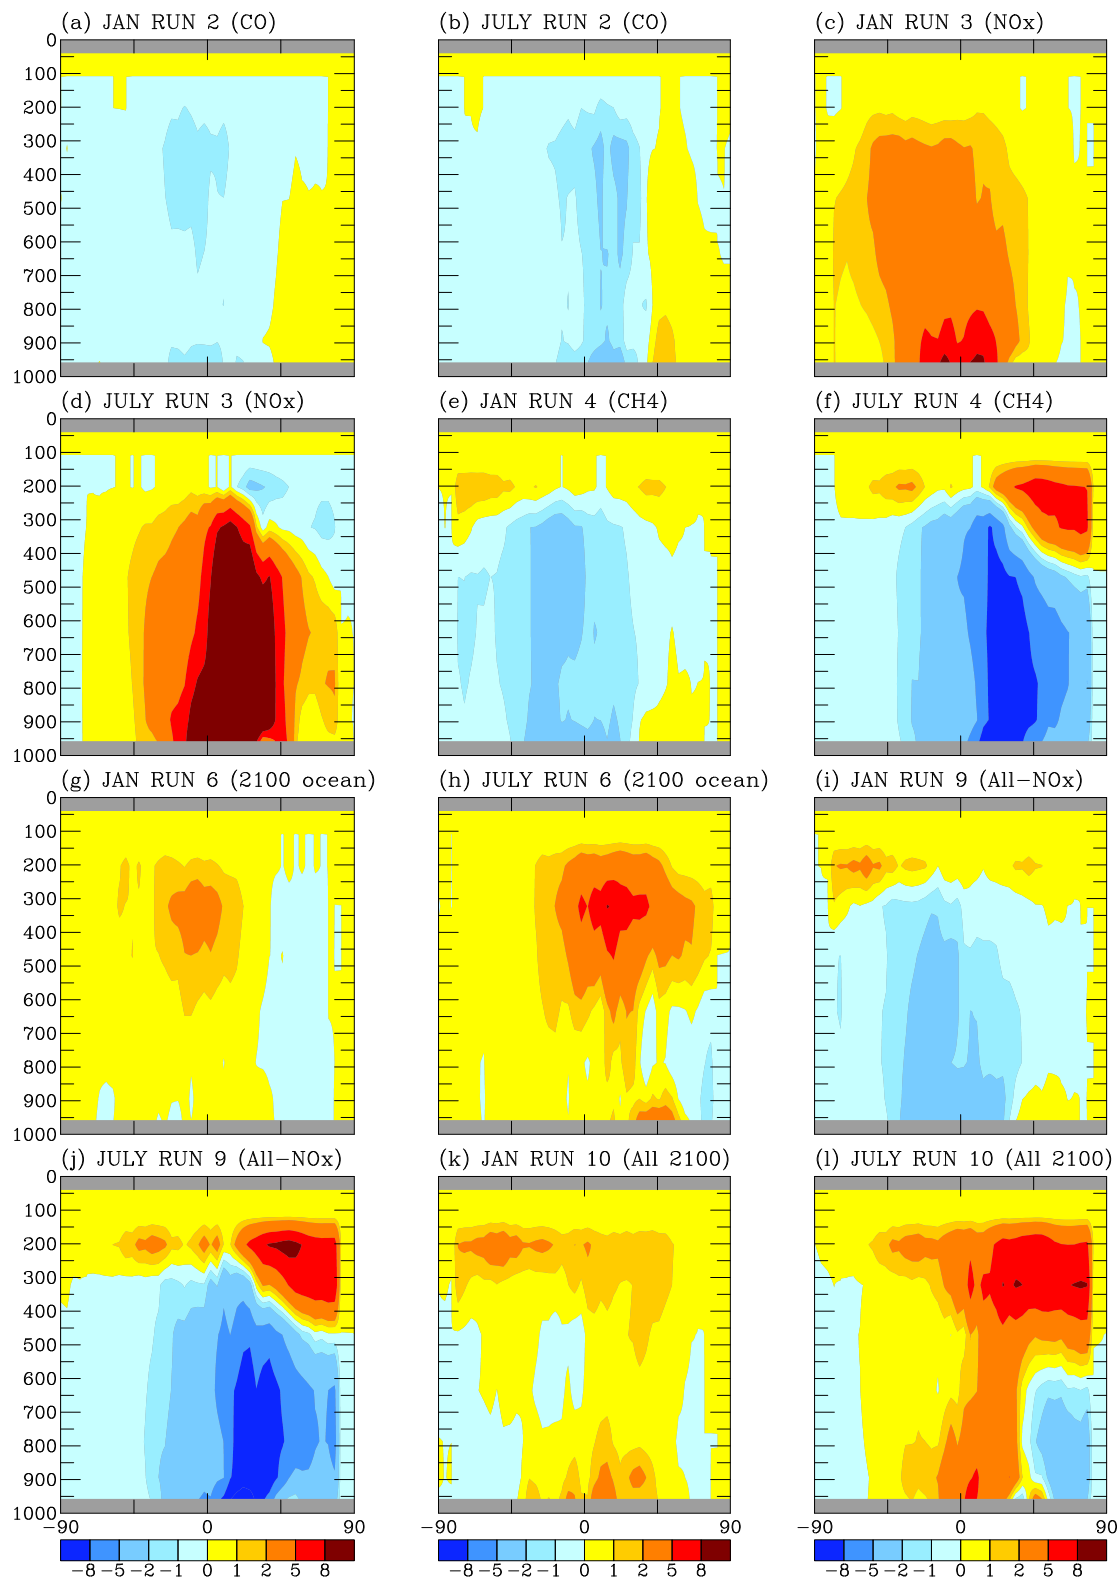 (a) JAN RUN 2 (CO)
(b) JULY RUN 2 (CO)
(c) JAN RUN 3 (NOx)
0
100
200
300
400
500
600
700
800
900
1000
(d) JULY RUN 3 (NOx)
(e) JAN RUN 4 (CH4)
(f) JULY RUN 4 (CH4)
0
100
200
300
400
500
600
700
800
900
1000
(g) JAN RUN 6 (2100 ocean)
(h) JULY RUN 6 (2100 ocean)
(i) JAN RUN 9 (All-NOx)
0
100
200
300
400
500
600
700
800
900
1000
(j) JULY RUN 9 (All-NOx)
(k) JAN RUN 10 (All 2100)
(l) JULY RUN 10 (All 2100)
0
100
200
300
400
500
600
700
800
900
1000
-90 0 90
-90 0 90
-90 0 90
-8 -5 -2 -1 0 1 2 5 8
-8 -5 -2 -1 0 1 2 5 8
-8 -5 -2 -1 0 1 2 5 8